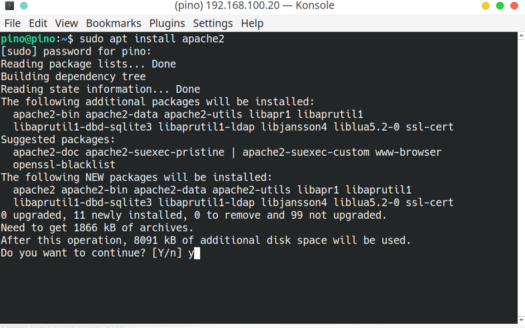 (pino) 192.168.100.20 — Konsole
File Edit View Bookmarks Plugins Settings Help
pino@pino:~$ sudo apt install apache2
[sudo] password for pino:
Reading package lists... Done
Building dependency tree
Reading state information... Done
The following additional packages will be installed:
  apache2-bin apache2-data apache2-utils libapr1 libaprutil1
  libaprutil1-dbd-sqlite3 libaprutil1-ldap libjansson4 liblua5.2-0 ssl-cert
Suggested packages:
  apache2-doc apache2-suexec-pristine | apache2-suexec-custom www-browser
  openssl-blacklist
The following NEW packages will be installed:
  apache2 apache2-bin apache2-data apache2-utils libapr1 libaprutil1
  libaprutil1-dbd-sqlite3 libaprutil1-ldap libjansson4 liblua5.2-0 ssl-cert
0 upgraded, 11 newly installed, 0 to remove and 99 not upgraded.
Need to get 1866 kB of archives.
After this operation, 8091 kB of additional disk space will be used.
Do you want to continue? [Y/n] y